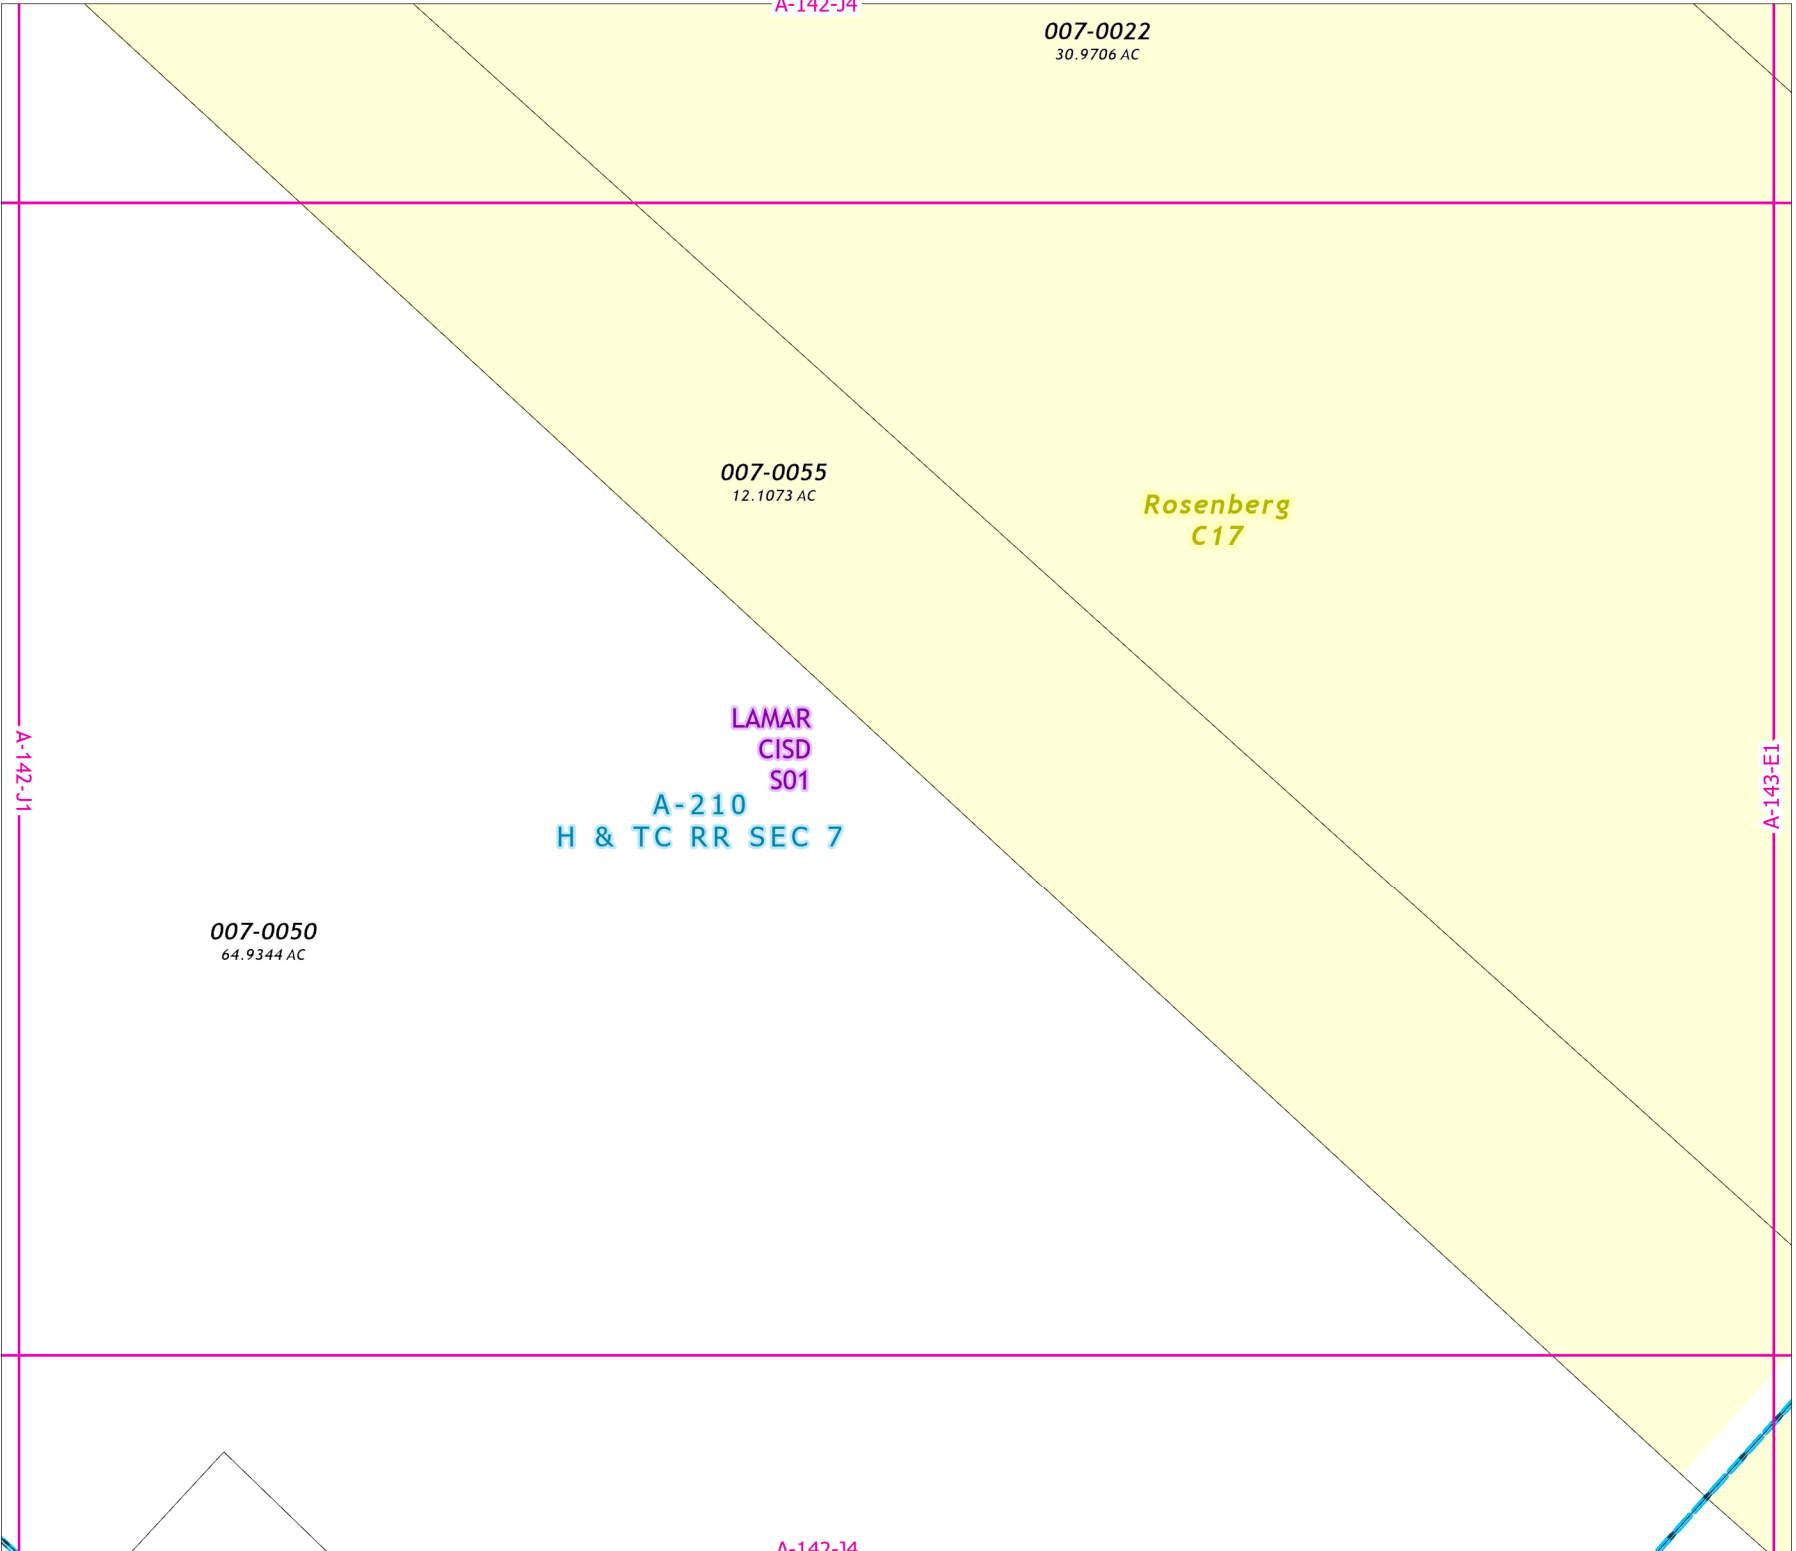 A-142-J4
007-0022
30.9706 AC
007-0055
12.1073 AC
Rosenberg
C17
LAMAR
CISD
S01
A-210
H & TC RR SEC 7
A-142-J1
A-143-E1
007-0050
64.9344 AC
A-142-J4